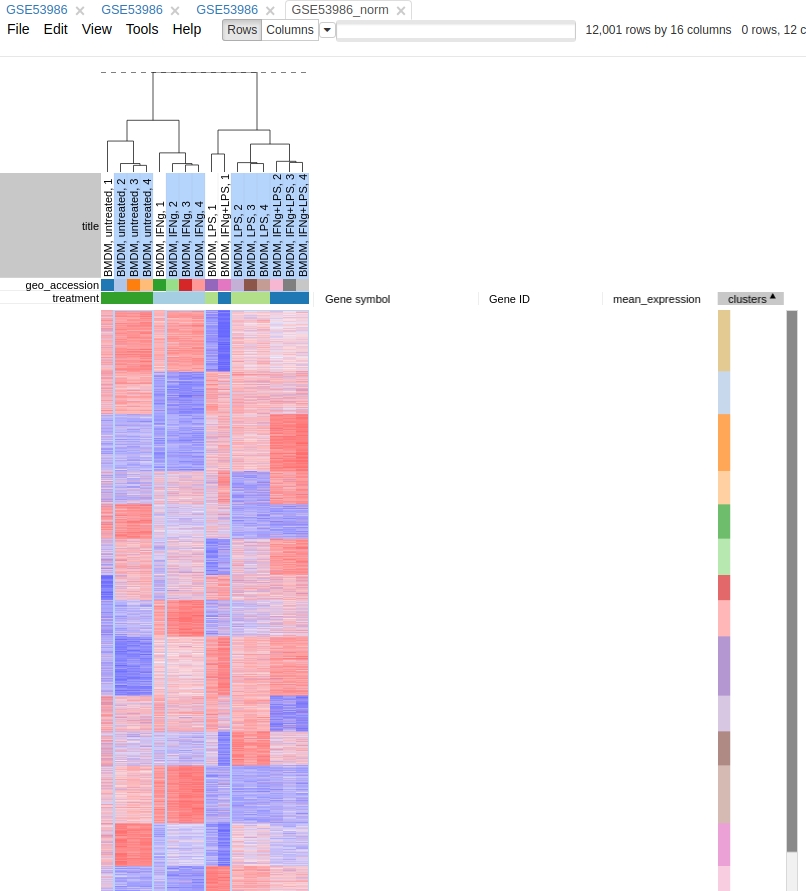 GSE53986 × GSE53986 × GSE53986 × GSE53986_norm ×
File Edit View Tools Help Rows Columns 12,001 rows by 16 columns 0 rows, 12 c
title
BMDM, untreated, 1
BMDM, untreated, 2
BMDM, untreated, 3
BMDM, untreated, 4
BMDM, IFNg, 1
BMDM, IFNg, 2
BMDM, IFNg, 3
BMDM, IFNg, 4
BMDM, LPS, 1
BMDM, IFNg+LPS, 1
BMDM, LPS, 2
BMDM, LPS, 3
BMDM, LPS, 4
BMDM, IFNg+LPS, 2
BMDM, IFNg+LPS, 3
BMDM, IFNg+LPS, 4
geo_accession
treatment Gene symbol Gene ID mean_expression clusters